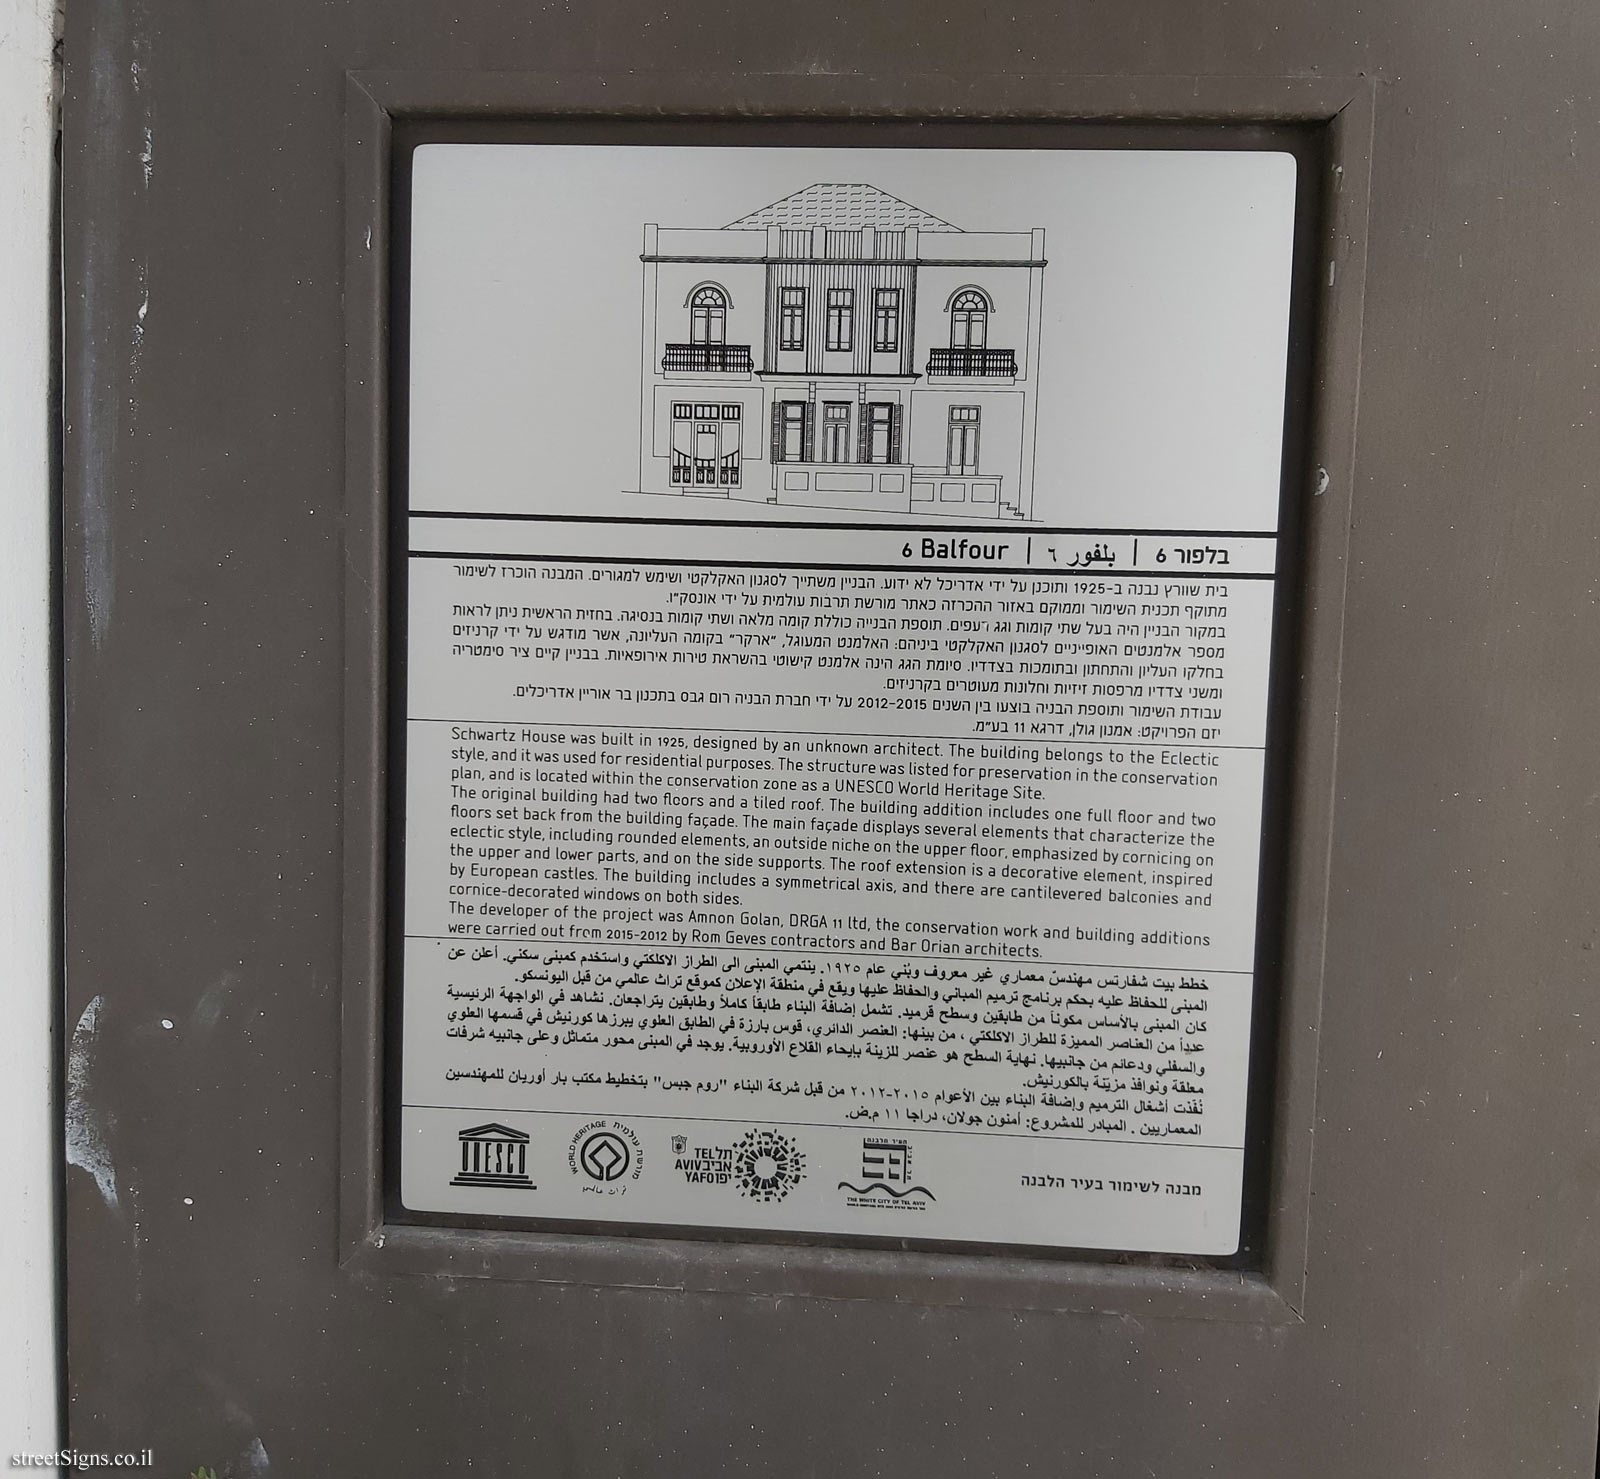 בלפור 6 | بلفور ٦ | 6 Balfour
בית שוורץ נבנה ב-1925 ותוכנן על ידי אדריכל לא ידוע. הבניין משתייך לסגנון האקלקטי ושימש למגורים. המבנה הוכרז לשימור
מתוקף תכנית השימור וממוקם באזור ההכרזה כאתר מורשת תרבות עולמית על ידי אונסק"ו.
במקור הבניין היה בעל שתי קומות וגג רעפים. תוספת הבנייה כוללת קומה מלאה ושתי קומות בנסיגה. בחזית הראשית ניתן לראות
מספר אלמנטים האופייניים לסגנון האקלקטי ביניהם: האלמנט המעוגל, "ארקר" בקומה העליונה, אשר מודגש על ידי קרניזים
בחלקו העליון והתחתון ובתומכות בצדדיו. סיומת הגג הינה אלמנט קישוטי בהשראת טירות אירופאיות. בבניין קיים ציר סימטריה
ומשני צדדיו מרפסות זיזיות וחלונות מעוטרים בקרניזים.
עבודת השימור ותוספת הבניה בוצעו בין השנים 2012-2015 על ידי חברת הבניה רום גבס בתכנון בר אוריין אדריכלים.
יזם הפרויקט: אמנון גולן, דרגא 11 בע"מ.
Schwartz House was built in 1925, designed by an unknown architect. The building belongs to the Eclectic
style, and it was used for residential purposes. The structure was listed for preservation in the conservation
plan, and is located within the conservation zone as a UNESCO World Heritage Site.
The original building had two floors and a tiled roof. The building addition includes one full floor and two
floors set back from the building façade. The main façade displays several elements that characterize the
eclectic style, including rounded elements, an outside niche on the upper floor, emphasized by cornicing on
the upper and lower parts, and on the side supports. The roof extension is a decorative element, inspired
by European castles. The building includes a symmetrical axis, and there are cantilevered balconies and
cornice-decorated windows on both sides.
The developer of the project was Amnon Golan, DRGA 11 ltd, the conservation work and building additions
were carried out from 2015-2012 by Rom Geves contractors and Bar Orian architects.
خطط بيت شفارتس مهندسٌ معماري غير معروف وبُني عام ١٩٢٥. ينتمي المبنى الى الطراز الاكلكتي واستخدم كمبنى سكني. أعلن عن
المبنى للحفاظ عليه بحكم برنامج ترميم المباني والحفاظ عليها ويقع في منطقة الإعلان كموقع تراث عالمي من قبل اليونسكو.
كان المبنى بالأساس مكوناً من طابقين وسطح قرميد. تشمل إضافة البناء طابقاً كاملاً وطابقين يتراجعان. نشاهد في الواجهة الرئيسية
عدداً من العناصر المميزة للطراز الاكلكتي ، من بينها: العنصر الدائري، قوس بارزة في الطابق العلوي يبرزها كورنيش في قسمها العلوي
والسفلي ودعائم من جانبيها. نهاية السطح هو عنصر للزينة بإيحاء القلاع الأوروبية. يوجد في المبنى محور متماثل وعلى جانبيه شرفات
معلقة ونوافذ مزيّنة بالكورنيش.
نُفّذت أشغال الترميم وإضافة البناء بين الأعوام ٢٠١٥-٢٠١٢ من قبل شركة البناء "روم جبس" بتخطيط مكتب بار أوريان للمهندسين
المعماريين . المبادر للمشروع: أمنون جولان، دراجا ١١ م.ض.
UNESCO
WORLD HERITAGE מורשת עולמית
تراث عالمي
TEL תל
AVIV אביב
YAFO יפו
העיר הלבנה
THE WHITE CITY OF TEL AVIV
מבנה לשימור בעיר הלבנה
streetSigns.co.il